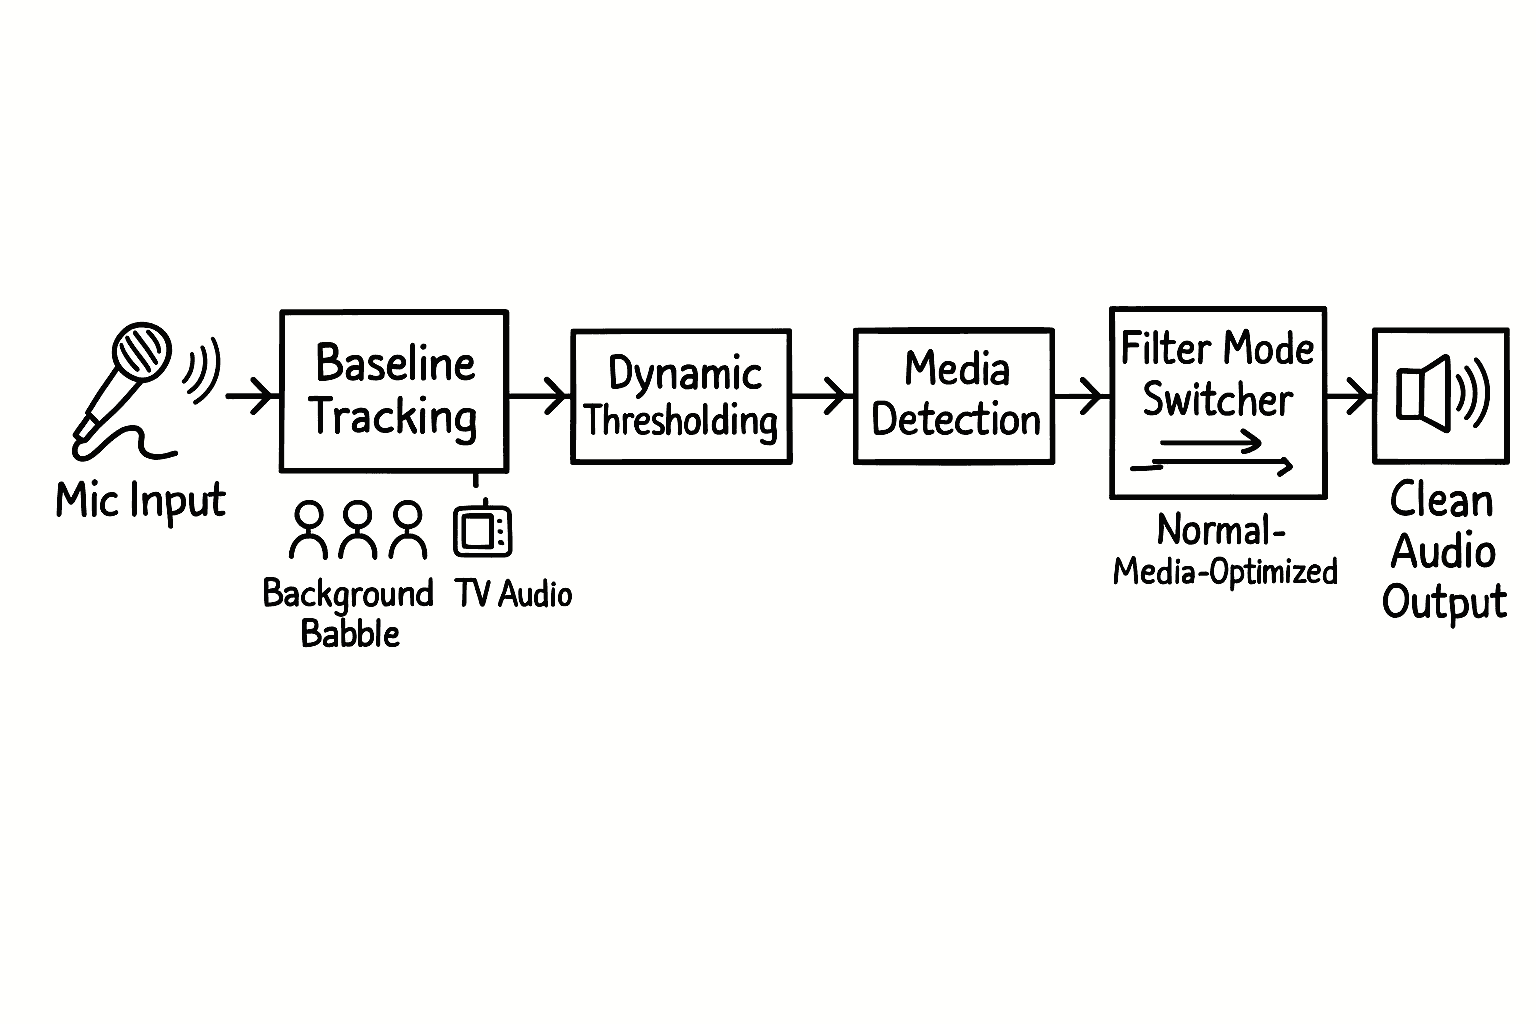 Mic Input
Baseline
Tracking
Background
Babble
TV Audio
Dynamic
Thresholding
Media
Detection
Filter Mode
Switcher
Normal-
Media-Optimized
Clean
Audio
Output